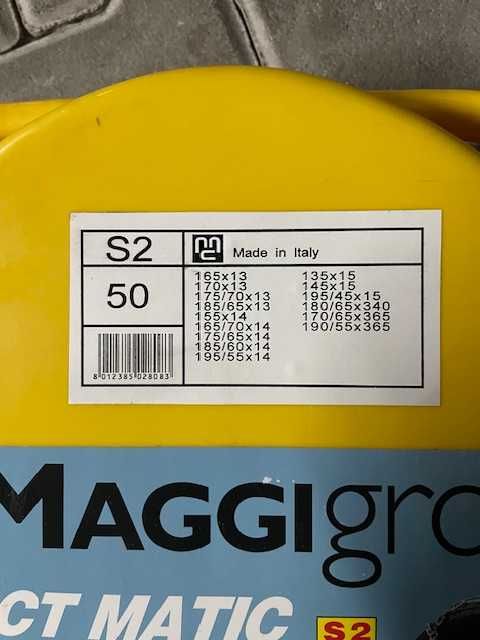 S2
Made in Italy
50
165x13
170x13
175/70x13
185/65x13
155x14
165/70x14
175/65x14
185/60x14
195/55x14
135x15
145x15
195/45x15
180/65x340
170/65x365
190/55x365
8 012385 028083
MAGGIgro
CT MATIC
S2